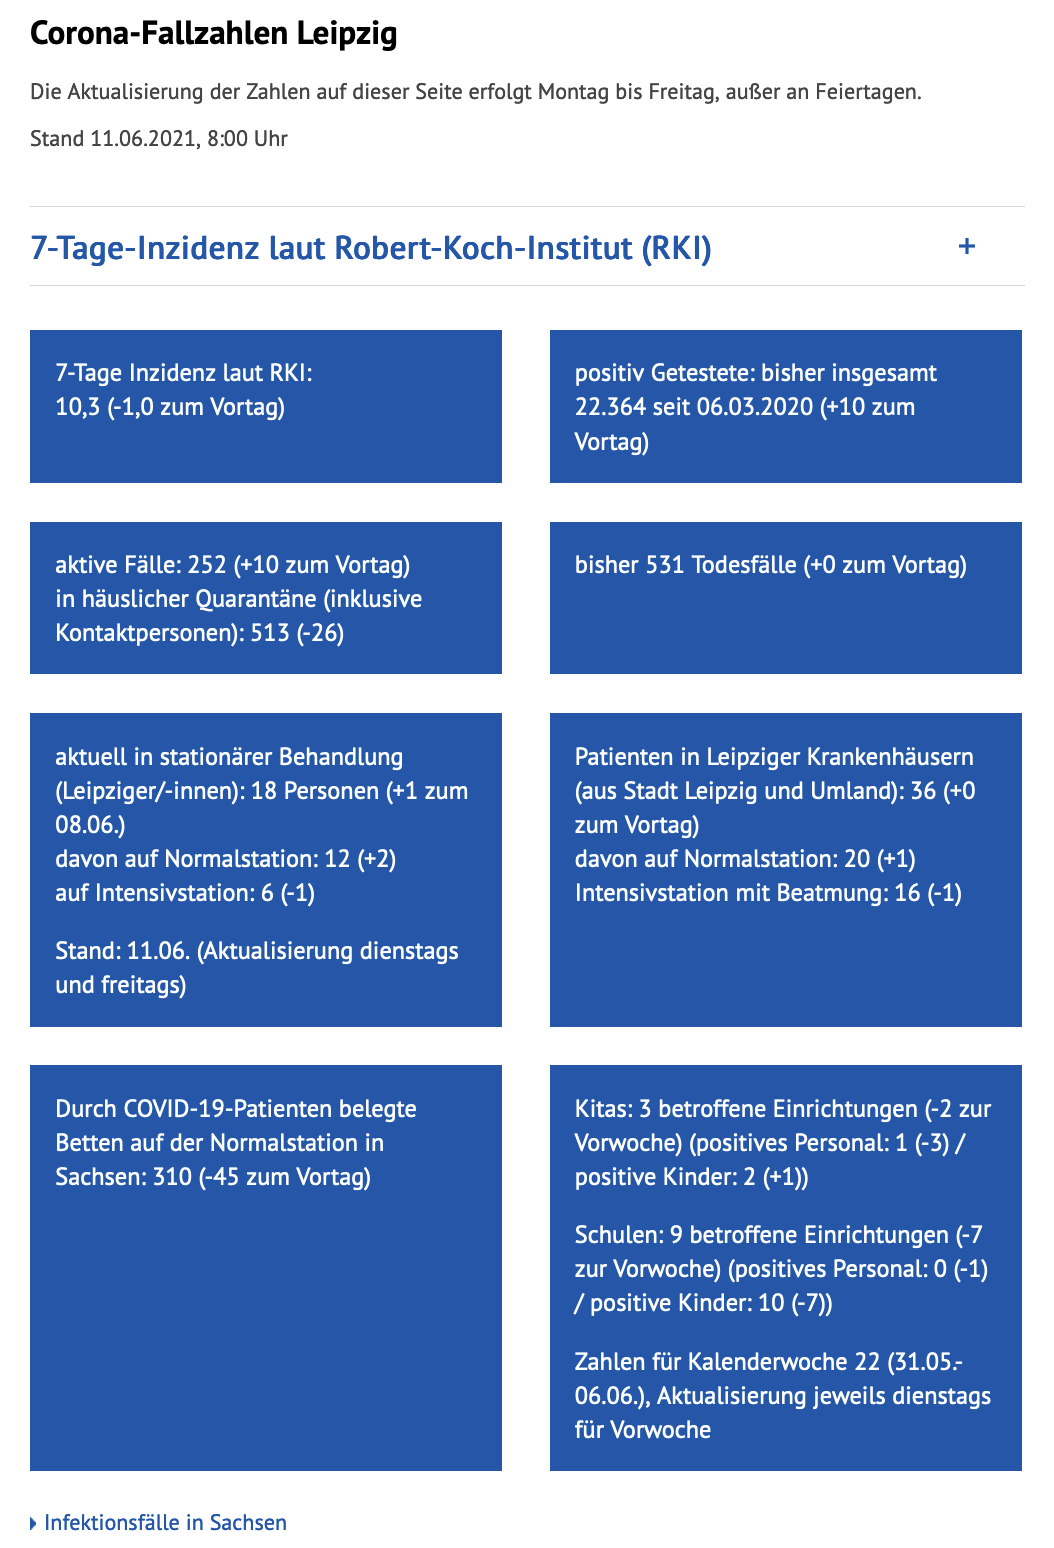 Corona-Fallzahlen Leipzig
Die Aktualisierung der Zahlen auf dieser Seite erfolgt Montag bis Freitag, außer an Feiertagen.
Stand 11.06.2021, 8:00 Uhr
7-Tage-Inzidenz laut Robert-Koch-Institut (RKI) +
7-Tage Inzidenz laut RKI:
10,3 (-1,0 zum Vortag)
positiv Getestete: bisher insgesamt
22.364 seit 06.03.2020 (+10 zum
Vortag)
aktive Fälle: 252 (+10 zum Vortag)
in häuslicher Quarantäne (inklusive
Kontaktpersonen): 513 (-26)
bisher 531 Todesfälle (+0 zum Vortag)
aktuell in stationärer Behandlung
(Leipziger/-innen): 18 Personen (+1 zum
08.06.)
davon auf Normalstation: 12 (+2)
auf Intensivstation: 6 (-1)
Stand: 11.06. (Aktualisierung dienstags
und freitags)
Patienten in Leipziger Krankenhäusern
(aus Stadt Leipzig und Umland): 36 (+0
zum Vortag)
davon auf Normalstation: 20 (+1)
Intensivstation mit Beatmung: 16 (-1)
Durch COVID-19-Patienten belegte
Betten auf der Normalstation in
Sachsen: 310 (-45 zum Vortag)
Kitas: 3 betroffene Einrichtungen (-2 zur
Vorwoche) (positives Personal: 1 (-3) /
positive Kinder: 2 (+1))
Schulen: 9 betroffene Einrichtungen (-7
zur Vorwoche) (positives Personal: 0 (-1)
/ positive Kinder: 10 (-7))
Zahlen für Kalenderwoche 22 (31.05.-
06.06.), Aktualisierung jeweils dienstags
für Vorwoche
Infektionsfälle in Sachsen